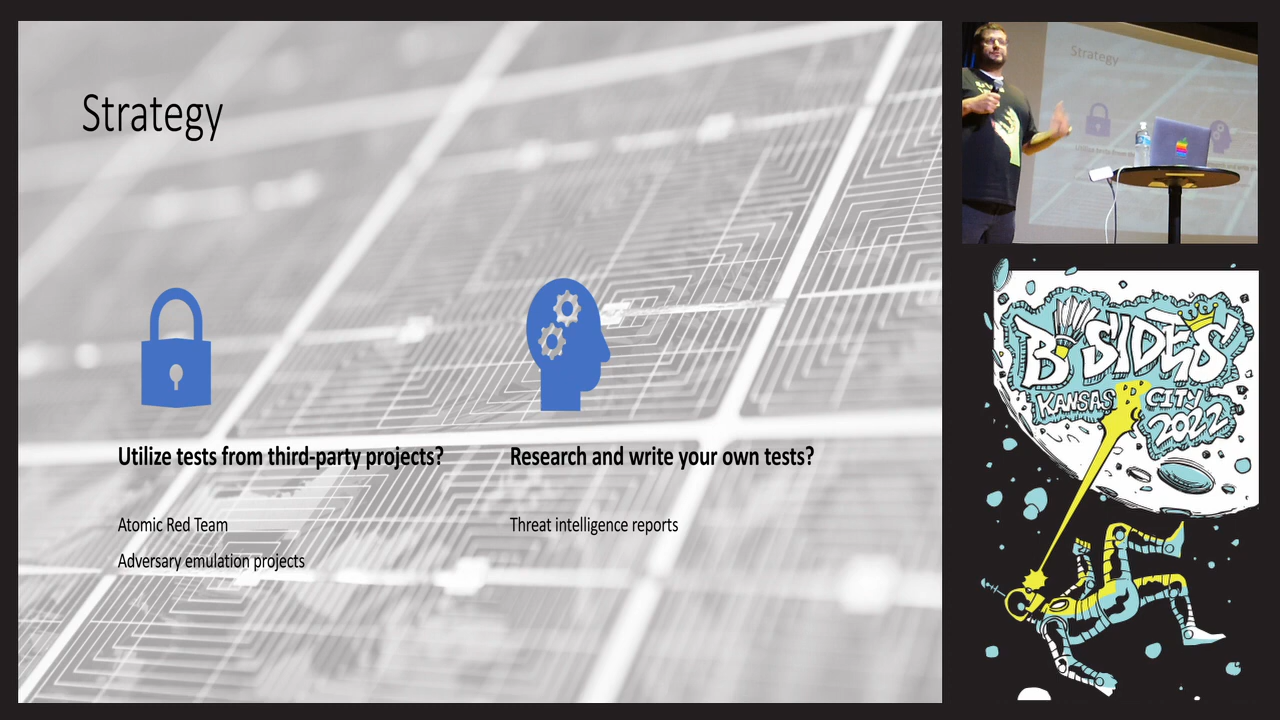 Strategy
Utilize tests from third-party projects?
Atomic Red Team
Adversary emulation projects
Research and write your own tests?
Threat intelligence reports
Strategy
BSIDES
KANSAS CITY
2022